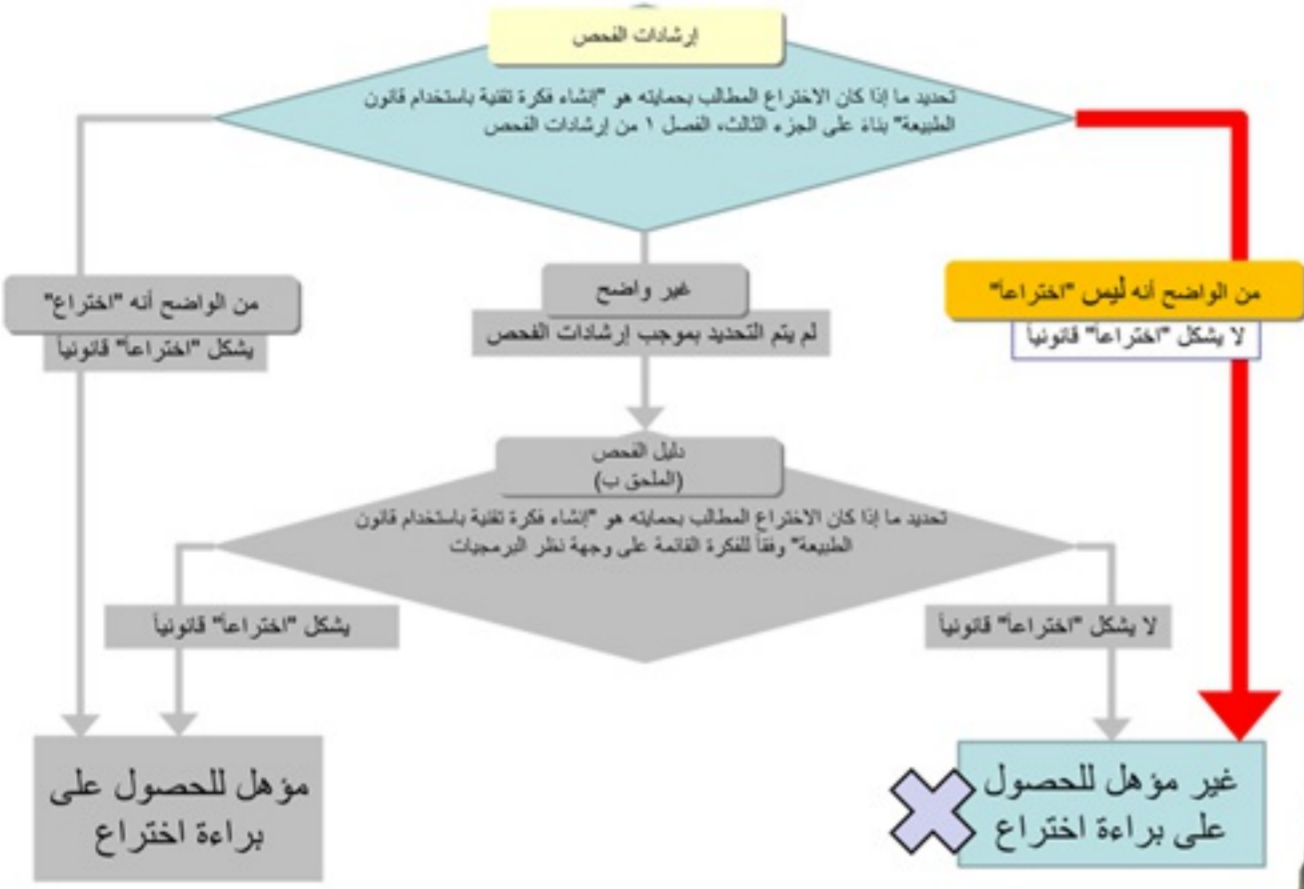 إرشادات الفحص
تحديد ما إذا كان الاختراع المطالب بحمايته هو "إنشاء فكرة تقنية باستخدام قانون
الطبيعة" بناءً على الجزء الثالث، الفصل ١ من إرشادات الفحص
من الواضح أنه ليس "اختراعاً"
لا يشكل "اختراعاً" قانونياً
غير واضح
لم يتم التحديد بموجب إرشادات الفحص
من الواضح أنه "اختراع"
يشكل "اختراعاً" قانونياً
دليل الفحص
(الملحق ب)
تحديد ما إذا كان الاختراع المطالب بحمايته هو "إنشاء فكرة تقنية باستخدام قانون
الطبيعة" وفقاً للفكرة القائمة على وجهة نظر البرمجيات
لا يشكل "اختراعاً" قانونياً
يشكل "اختراعاً" قانونياً
غير مؤهل للحصول
على براءة اختراع
مؤهل للحصول على
براءة اختراع